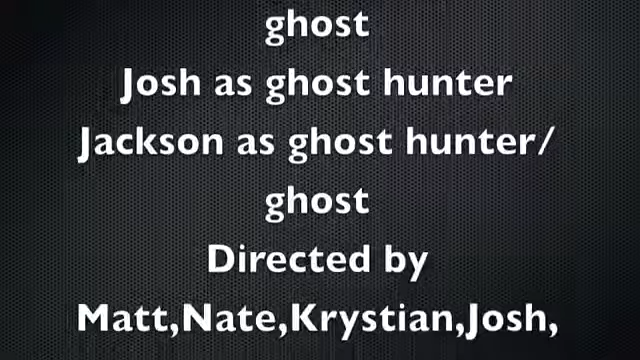 ghost
Josh as ghost hunter
Jackson as ghost hunter/
ghost
Directed by
Matt,Nate,Krystian,Josh,